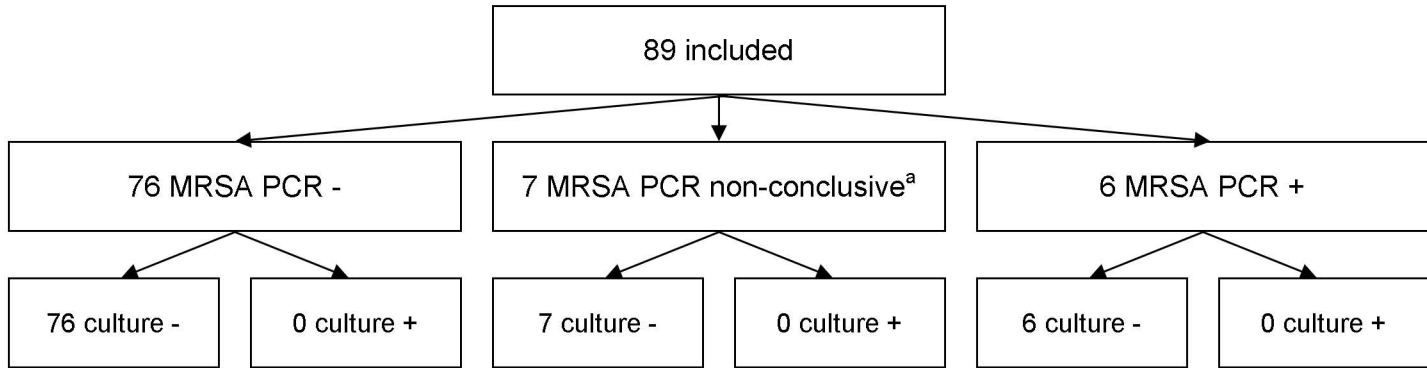 89 included
76 MRSA PCR -
7 MRSA PCR non-conclusiveᵃ
6 MRSA PCR +
76 culture -
0 culture +
7 culture -
0 culture +
6 culture -
0 culture +